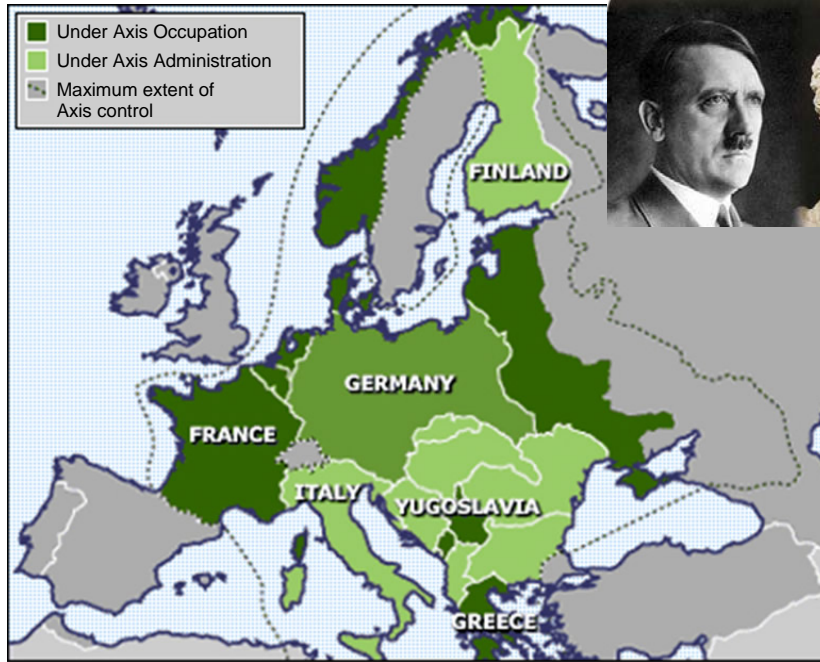 Under Axis Occupation
Under Axis Administration
Maximum extent of
Axis control
FINLAND
GERMANY
FRANCE
ITALY
YUGOSLAVIA
GREECE